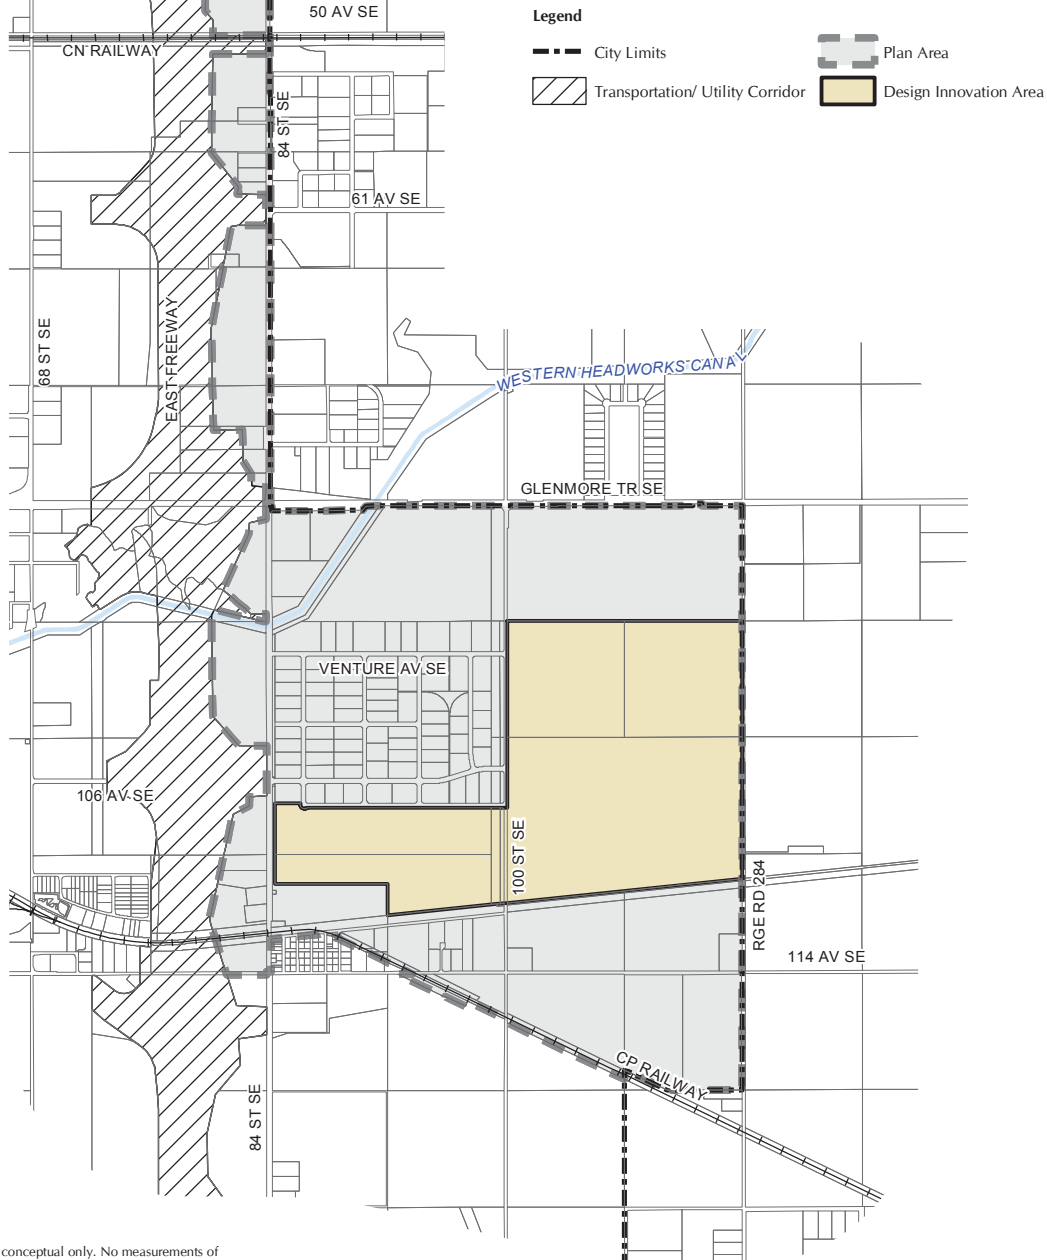 50 AV SE
Legend
CN RAILWAY
City Limits
Plan Area
Transportation/ Utility Corridor
Design Innovation Area
84 ST SE
61 AV SE
68 ST SE
EAST FREEWAY
WESTERN HEADWORKS CANAL
GLENMORE TR SE
VENTURE AV SE
106 AV SE
100 ST SE
RGE RD 284
114 AV SE
CP RAILWAY
84 ST SE
conceptual only. No measurements of